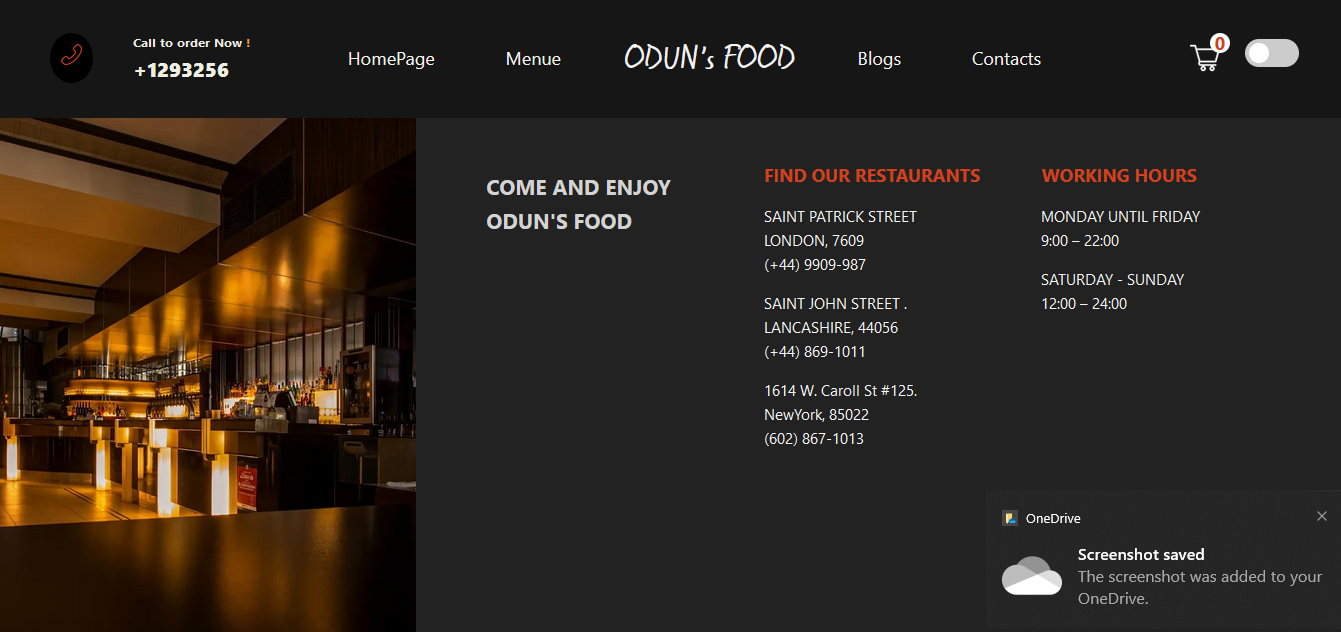 Call to order Now !
+1293256
HomePage
Menue
ODUN's FOOD
Blogs
Contacts
0
COME AND ENJOY
ODUN'S FOOD
FIND OUR RESTAURANTS
SAINT PATRICK STREET
LONDON, 7609
(+44) 9909-987
SAINT JOHN STREET .
LANCASHIRE, 44056
(+44) 869-1011
1614 W. Caroll St #125.
NewYork, 85022
(602) 867-1013
WORKING HOURS
MONDAY UNTIL FRIDAY
9:00 – 22:00
SATURDAY - SUNDAY
12:00 – 24:00
OneDrive
Screenshot saved
The screenshot was added to your
OneDrive.